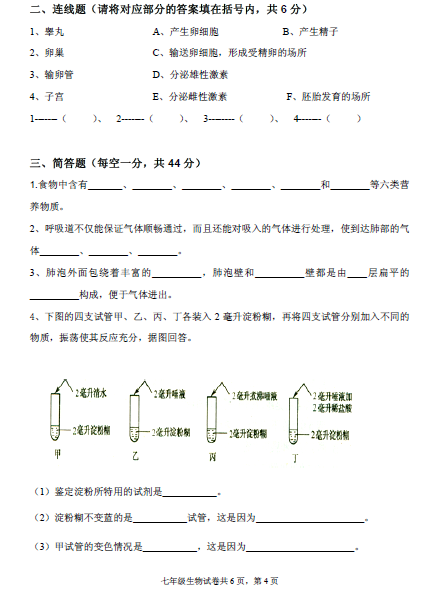 二、连线题（请将对应部分的答案填在括号内，共 6 分）
1、睾丸 A、产生卵细胞 B、产生精子
2、卵巢 C、输送卵细胞，形成受精卵的场所
3、输卵管 D、分泌雄性激素
4、子宫 E、分泌雌性激素 F、胚胎发育的场所
1-------（ ）、 2-------（ ）、 3--------（ ）、 4-------（ ）
三、简答题（每空一分，共 44 分）
1.食物中含有_______、_______、_______、_______、_______和_______等六类营
养物质。
2、呼吸道不仅能保证气体顺畅通过，而且还能对吸入的气体进行处理，使到达肺部的气
体_______、_______、_______。
3、肺泡外面包绕着丰富的_________，肺泡壁和_________壁都是由___层扁平的
_________构成，便于气体进出。
4、下图的四支试管甲、乙、丙、丁各装入 2 毫升淀粉糊，再将四支试管分别加入不同的
物质，振荡使其反应充分，据图回答。
2毫升清水
2毫升淀粉糊
甲
2毫升唾液
2毫升淀粉糊
乙
2毫升煮沸唾液
2毫升淀粉糊
丙
2毫升唾液加
2毫升稀盐酸
2毫升淀粉糊
丁
（1）鉴定淀粉所特用的试剂是__________。
（2）淀粉糊不变蓝的是__________试管，这是因为____________________。
（3）甲试管的变色情况是__________，这是因为____________________。
七年级生物试卷共 6 页，第 4 页